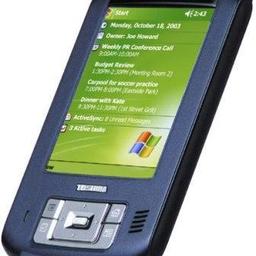 Start 2:43
Monday, October 18, 2003
Owner: Joe Howard
Weekly PR Conference Call
9:00AM-10:00AM
Budget Review
1:30PM-2:30PM (Meeting Room 2)
Carpool for soccer game
7:00PM-8:00PM (Eastside Park)
Dinner with Kate
9:30PM-11:30PM (1st Street Grill)
ActiveSync: 8 Unread Messages
3 Active tasks
TOSHIBA